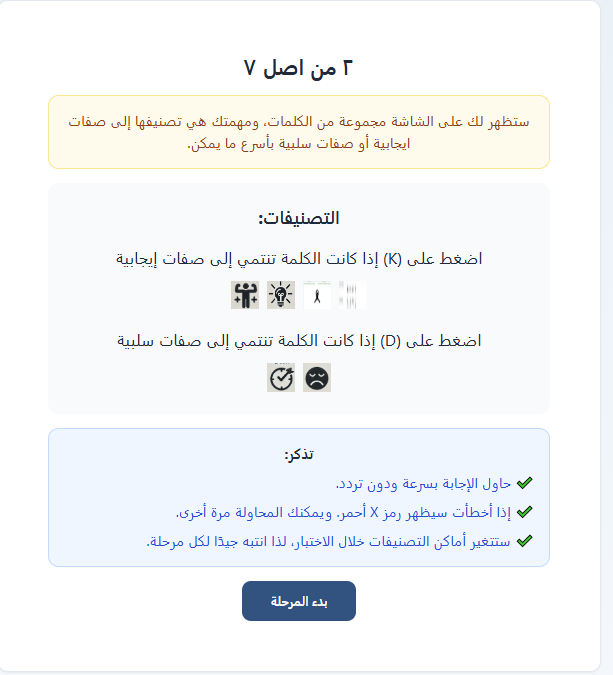 ٢ من اصل ٧
ستظهر لك على الشاشة مجموعة من الكلمات، ومهمتك هي تصنيفها إلى صفات
ايجابية أو صفات سلبية بأسرع ما يمكن.
التصنيفات:
اضغط على (K) إذا كانت الكلمة تنتمي إلى صفات إيجابية
اضغط على (D) إذا كانت الكلمة تنتمي إلى صفات سلبية
تذكر:
حاول الإجابة بسرعة ودون تردد.
إذا أخطأت سيظهر رمز X أحمر. ويمكنك المحاولة مرة أخرى.
ستتغير أماكن التصنيفات خلال الاختبار، لذا انتبه جيدًا لكل مرحلة.
بدء المرحلة